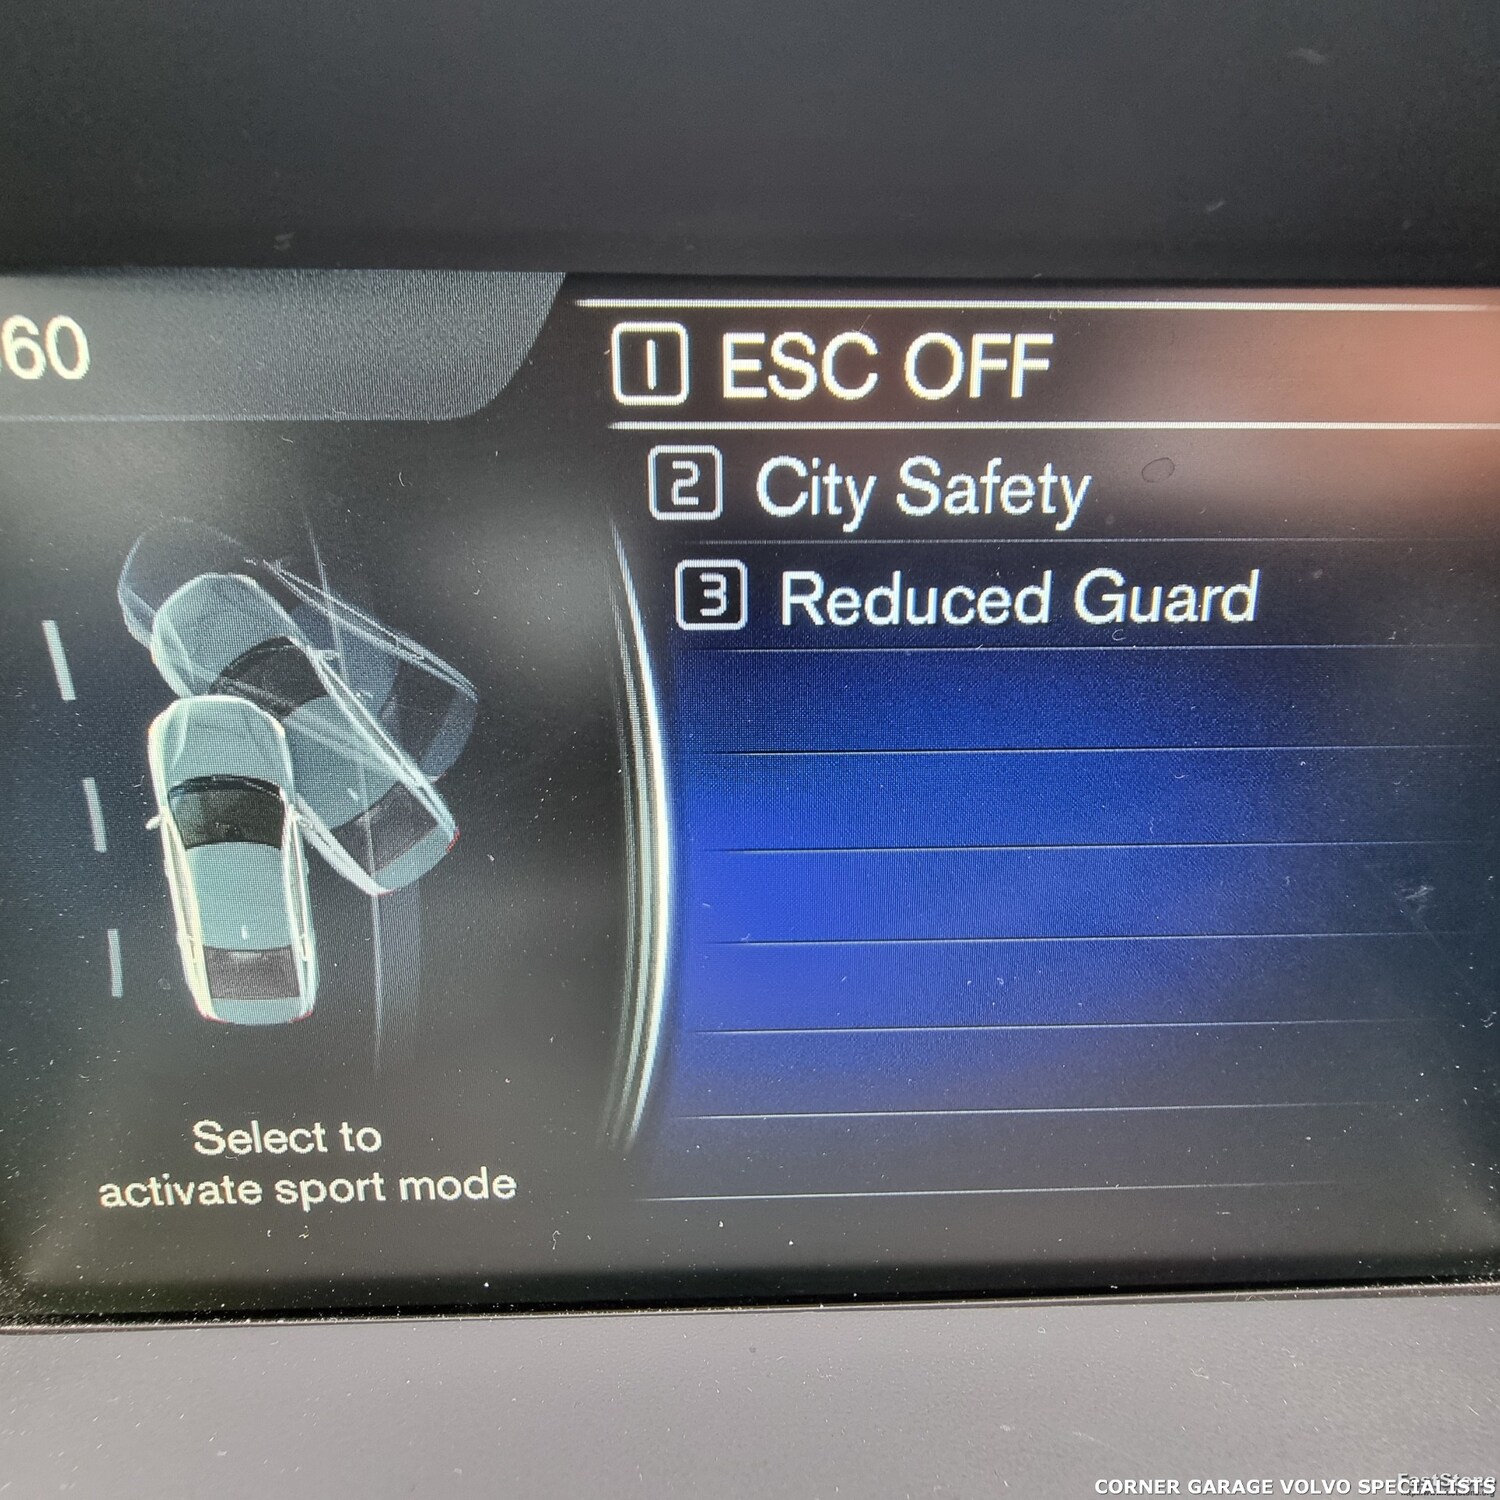 60
1 ESC OFF
2 City Safety
3 Reduced Guard
Select to
activate sport mode
CORNER GARAGE VOLVO SPECIALISTS